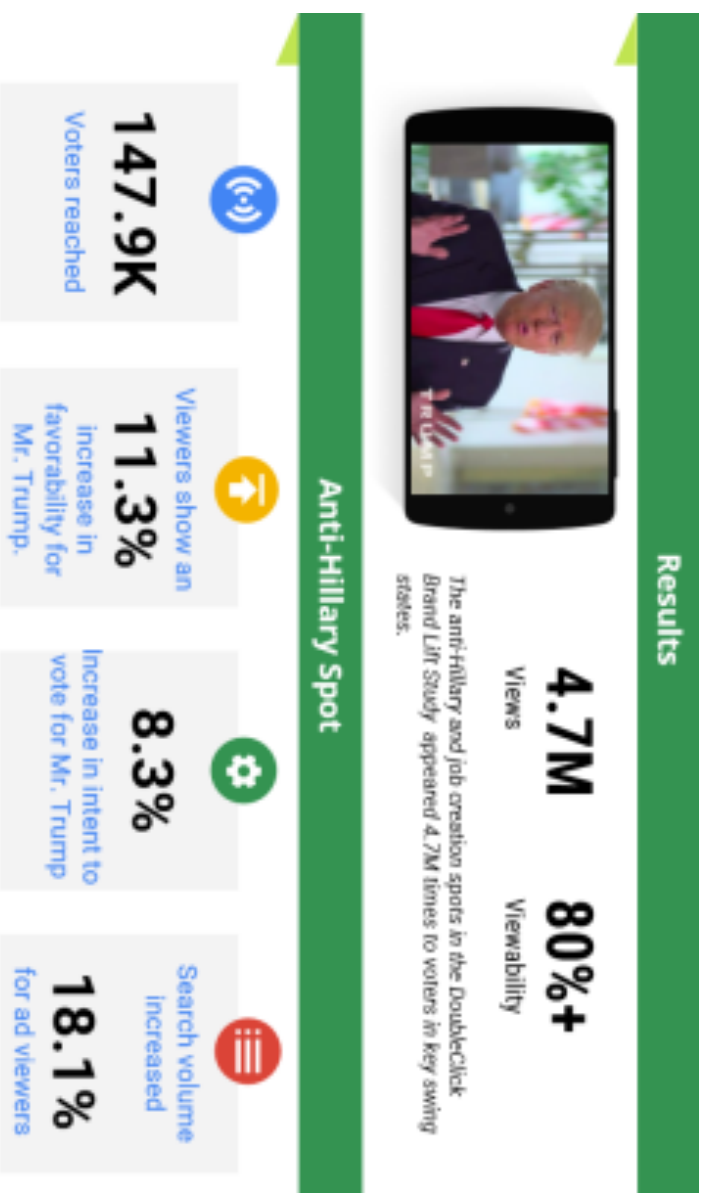 Results
TRUMP
4.7M
Views
80%+
Viewability
The anti-Hillary and job creation spots in the DoubleClick
Brand Lift Study appeared 4.7M times to voters in key swing
states.
Anti-Hillary Spot
147.9K
Voters reached
Viewers show an
11.3%
increase in
favorability for
Mr. Trump.
8.3%
Increase in intent to
vote for Mr. Trump
Search volume
increased
18.1%
for ad viewers